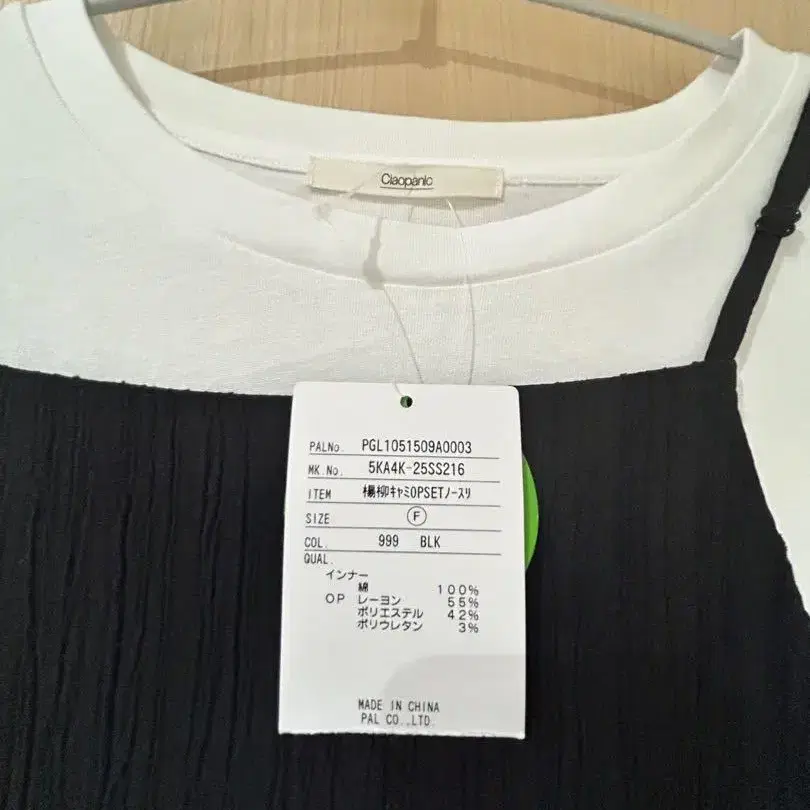 Ciaopanic
PALNo. PGL1051509A0003
MK.No. 5KA4K-25SS216
ITEM 楊柳ｷｬﾐOPSETﾉｰｽﾘ
SIZE Ⓕ
COL. 999 BLK
QUAL.
インナー
綿 100%
OP レーヨン 55%
ポリエステル 42%
ポリウレタン 3%
MADE IN CHINA
PAL CO.,LTD.